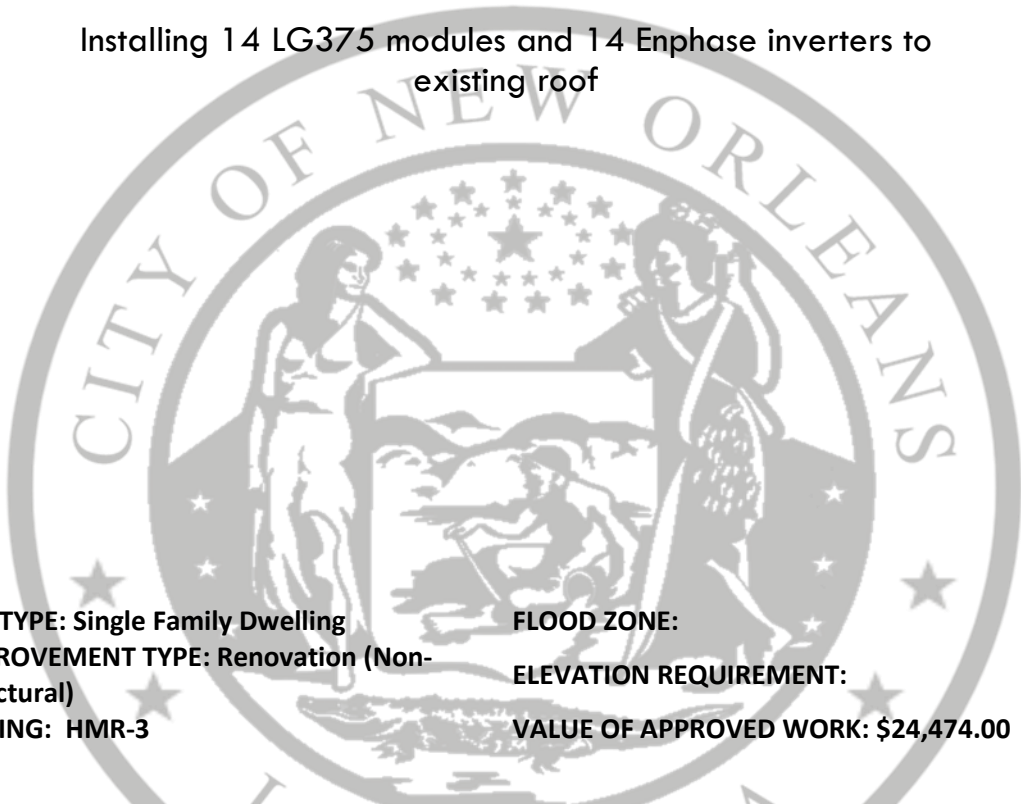 Installing 14 LG375 modules and 14 Enphase inverters to
existing roof
CITY OF NEW ORLEANS
TYPE: Single Family Dwelling
ROVEMENT TYPE: Renovation (Non-
ctural)
ING: HMR-3
FLOOD ZONE:
ELEVATION REQUIREMENT:
VALUE OF APPROVED WORK: $24,474.00